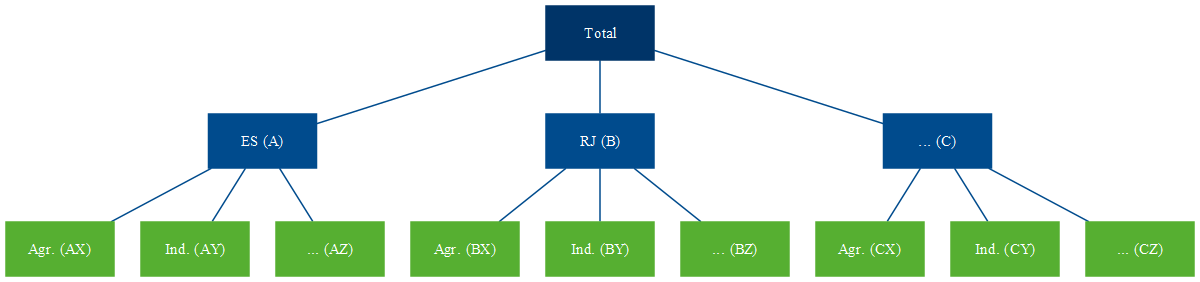 Total
ES (A)
RJ (B)
... (C)
Agr. (AX)
Ind. (AY)
... (AZ)
Agr. (BX)
Ind. (BY)
... (BZ)
Agr. (CX)
Ind. (CY)
... (CZ)